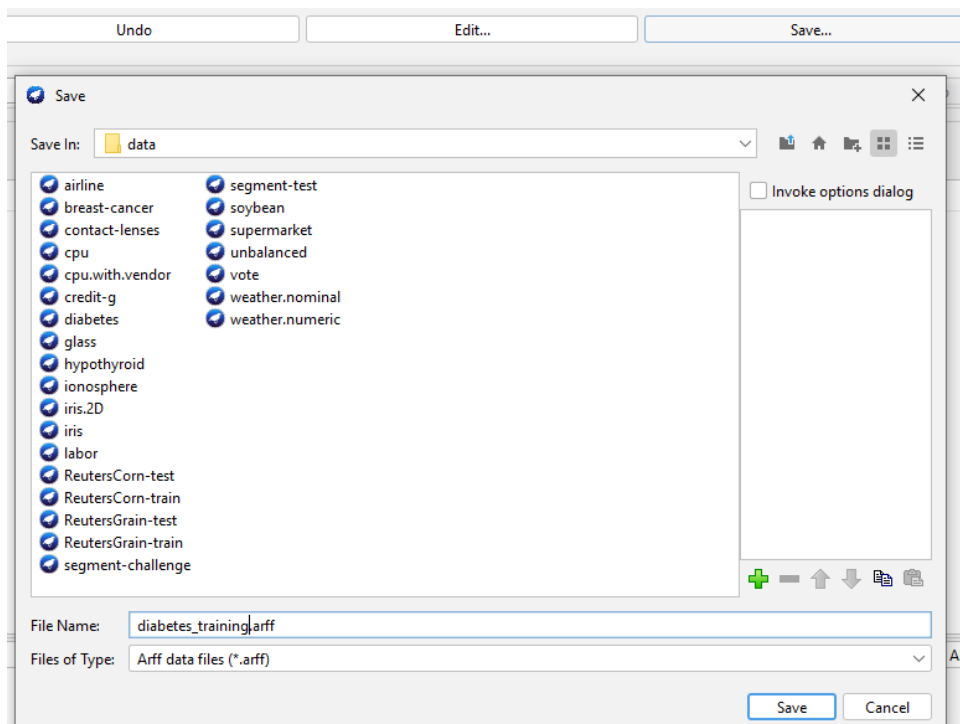 Undo Edit... Save...
Save
Save In: data
airline segment-test
breast-cancer soybean
contact-lenses supermarket
cpu unbalanced
cpu.with.vendor vote
credit-g weather.nominal
diabetes weather.numeric
glass
hypothyroid
ionosphere
iris.2D
iris
labor
ReutersCorn-test
ReutersCorn-train
ReutersGrain-test
ReutersGrain-train
segment-challenge
Invoke options dialog
File Name: diabetes_training.arff
Files of Type: Arff data files (*.arff)
Save Cancel